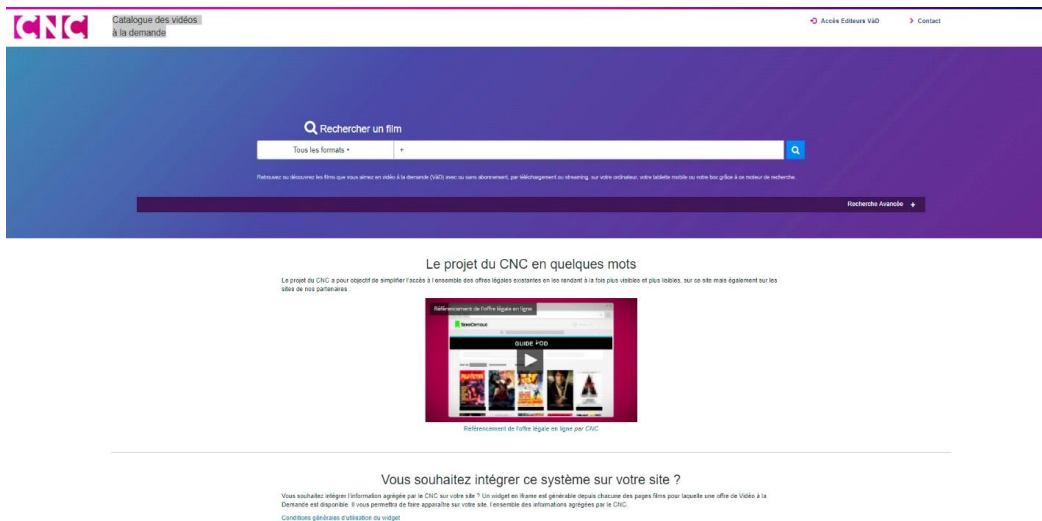 CNC
Catalogue des vidéos
à la demande
Accès Editeurs VàD
Contact
Rechercher un film
Tous les formats
+
Retrouvez ou découvrez les films que vous aimez en vidéo à la demande (VàD) avec ou sans abonnement, par téléchargement ou streaming, sur votre ordinateur, votre tablette mobile ou votre box grâce à ce moteur de recherche.
Recherche Avancée +
Le projet du CNC en quelques mots
Le projet du CNC a pour objectif de simplifier l'accès à l'ensemble des offres légales existantes en les rendant à la fois plus visibles et plus lisibles, sur ce site mais également sur les
sites de nos partenaires :
Référencement de l'offre légale en ligne
GUIDE VOD
PULP FICTION
Référencement de l'offre légale en ligne par CNC
Vous souhaitez intégrer ce système sur votre site ?
Vous souhaitez intégrer l'information agrégée par le CNC sur votre site ? Un widget en iframe est générable depuis chacune des pages films pour laquelle une offre de Vidéo à la
Demande est disponible. Il vous permettra de faire apparaître sur votre site, l'ensemble des informations agrégées par le CNC.
Conditions générales d'utilisation du widget